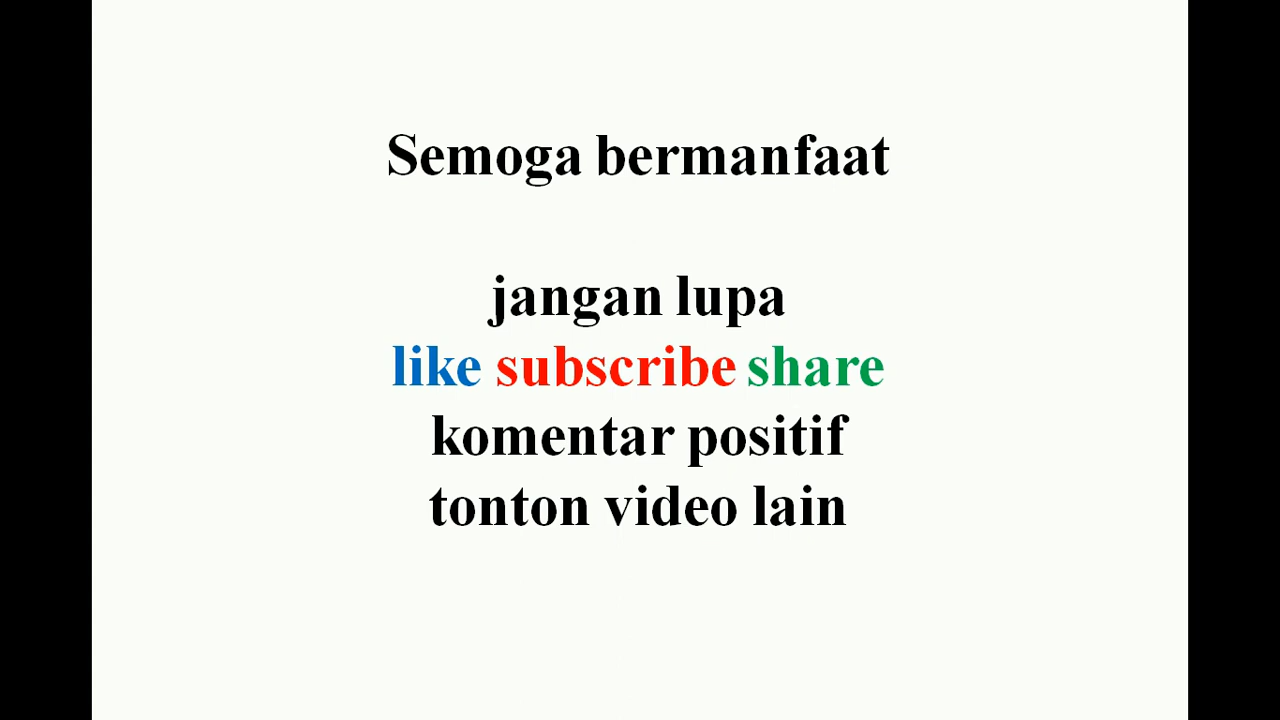 Semoga bermanfaat
jangan lupa
like subscribe share
komentar positif
tonton video lain